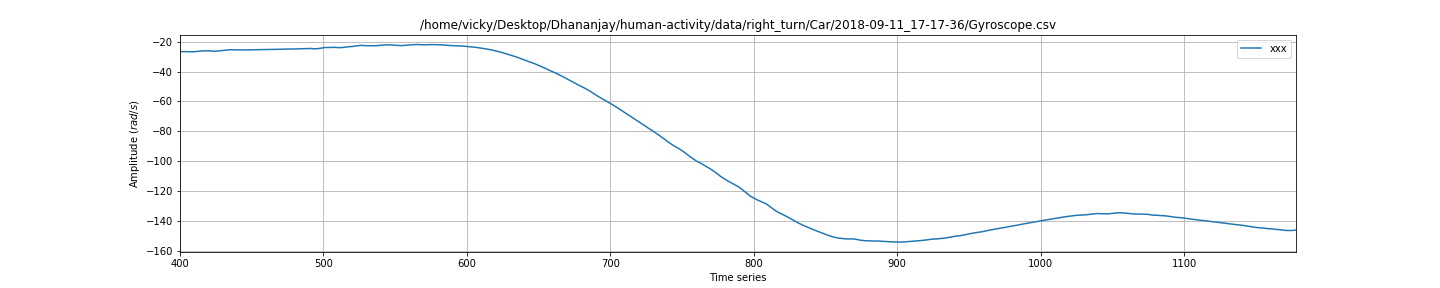 /home/vicky/Desktop/Dhananjay/human-activity/data/right_turn/Car/2018-09-11_17-17-36/Gyroscope.csv
xxx
Amplitude (rad/s)
−20
−40
−60
−80
−100
−120
−140
−160
400 500 600 700 800 900 1000 1100
Time series